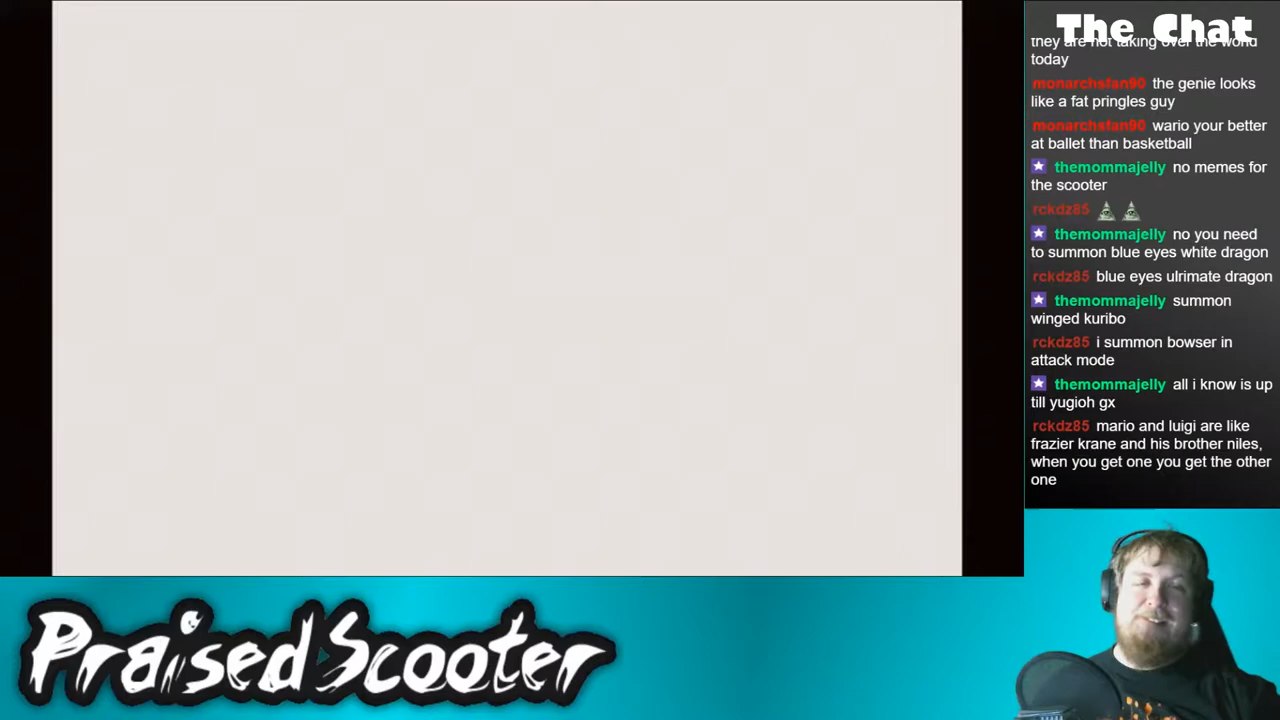 The Chat
they are not taking over the world
today
monarchsfan90 the genie looks
like a fat pringles guy
monarchsfan90 wario your better
at ballet than basketball
themommajelly no memes for
the scooter
rckdz85
themommajelly no you need
to summon blue eyes white dragon
rckdz85 blue eyes ulrimate dragon
themommajelly summon
winged kuribo
rckdz85 i summon bowser in
attack mode
themommajelly all i know is up
till yugioh gx
rckdz85 mario and luigi are like
frazier krane and his brother niles,
when you get one you get the other
one
PraisedScooter